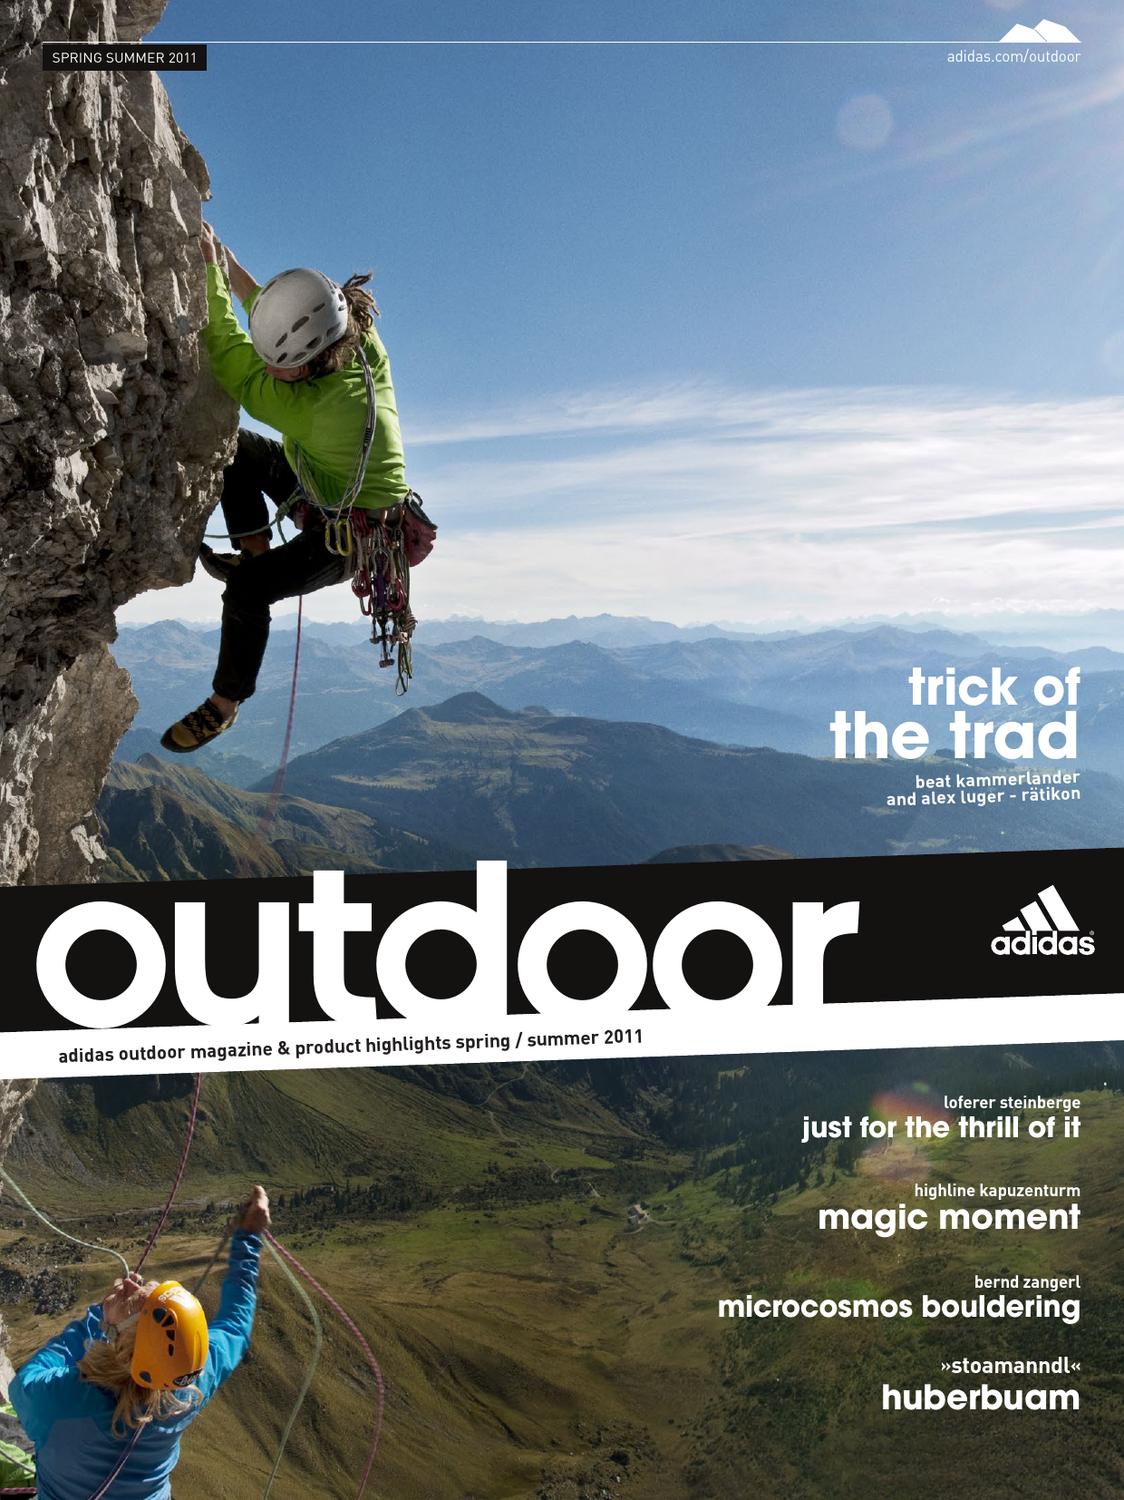 SPRING SUMMER 2011
adidas.com/outdoor
trick of
the trad
beat kammerlander
and alex luger - rätikon
outdoor
adidas
adidas outdoor magazine & product highlights spring / summer 2011
loferer steinberge
just for the thrill of it
highline kapuzenturm
magic moment
bernd zangerl
microcosmos bouldering
»stoamanndl«
huberbuam